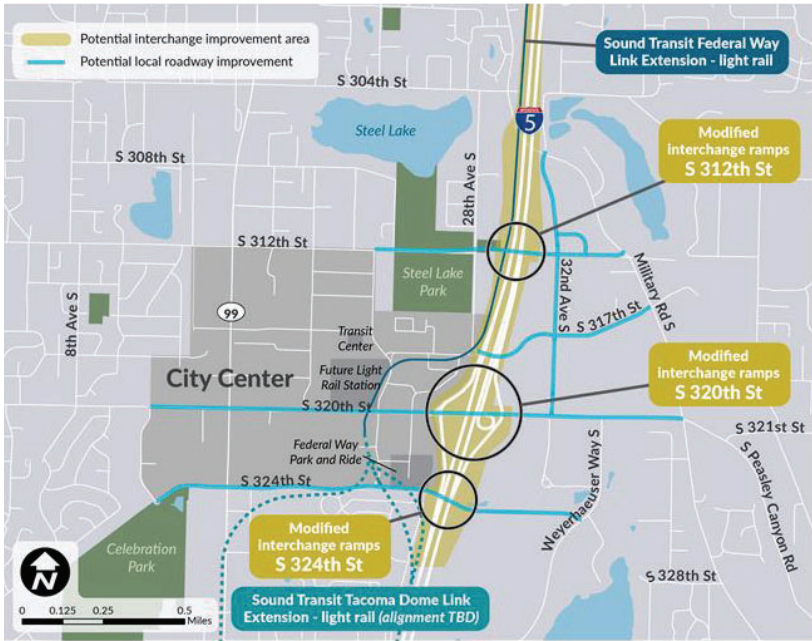 Potential interchange improvement area
Potential local roadway improvement
Sound Transit Federal Way
Link Extension - light rail
S 304th St
INTERSTATE
5
Steel Lake
Modified
interchange ramps
S 312th St
S 308th St
28th Ave S
S 312th St
Steel Lake
Park
32nd Ave S
Military Rd S
8th Ave S
99
S 317th St
Transit
Center
Modified
interchange ramps
S 320th St
City Center
Future Light
Rail Station
S 320th St
S 321st St
Federal Way
Park and Ride
Weyerhaeuser Way S
S Peasley Canyon Rd
S 324th St
Modified
interchange ramps
S 324th St
Celebration
Park
S 328th St
N
0 0.125 0.25 0.5
Miles
Sound Transit Tacoma Dome Link
Extension - light rail (alignment TBD)